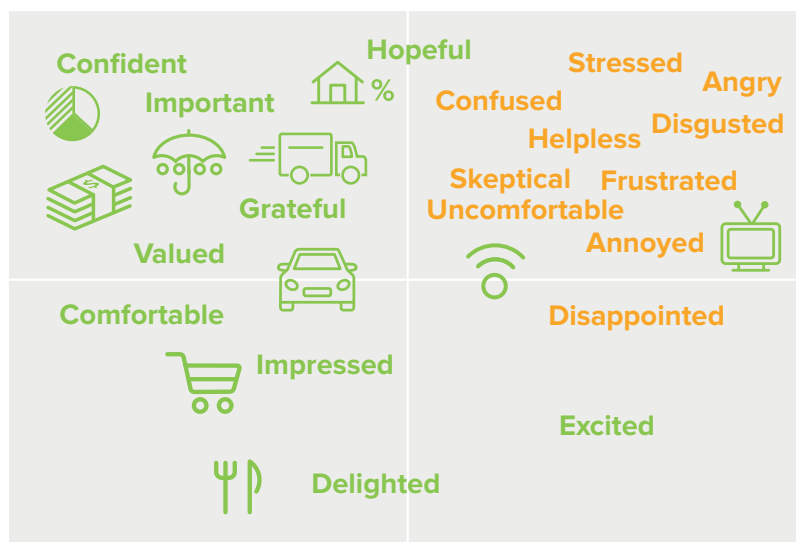 Hopeful
Stressed
Confident
Angry
%
Confused
Important
Disgusted
Helpless
Skeptical
Frustrated
$
Grateful
Uncomfortable
Annoyed
Valued
Comfortable
Disappointed
Impressed
Excited
Delighted